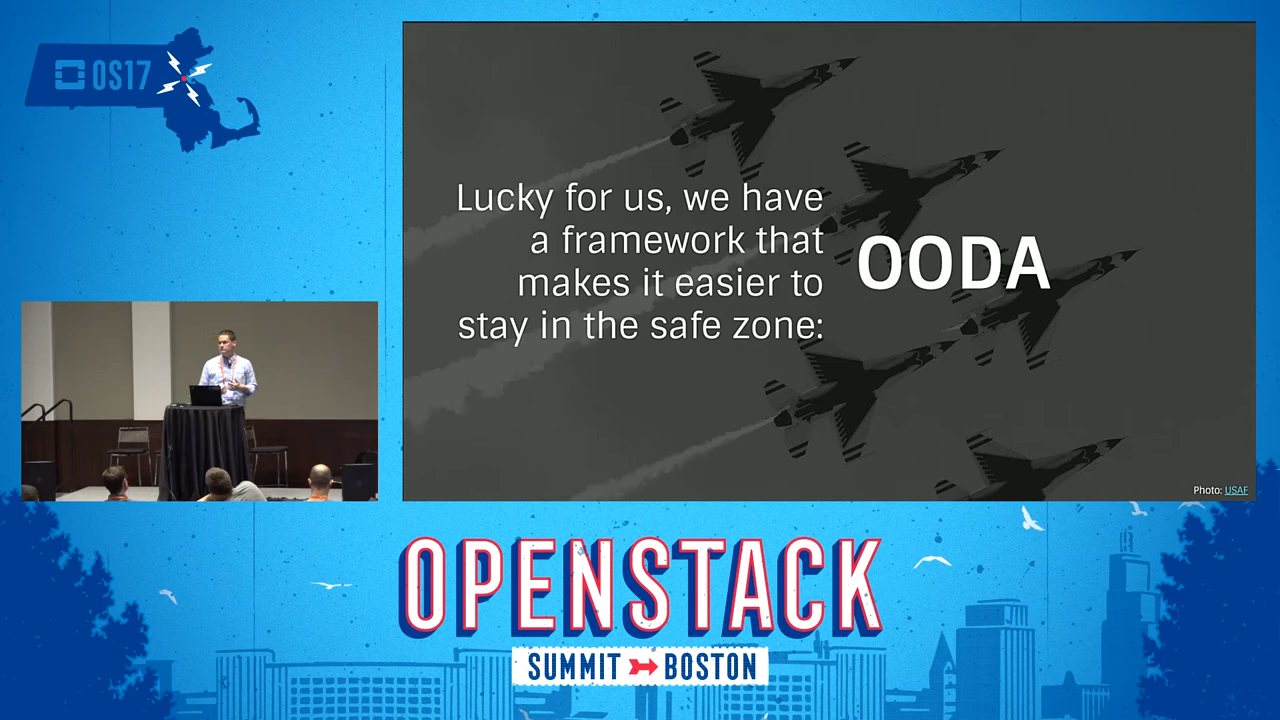 OS17
Lucky for us, we have
a framework that
makes it easier to
stay in the safe zone:
OODA
Photo: USAF
OPENSTACK
SUMMIT BOSTON